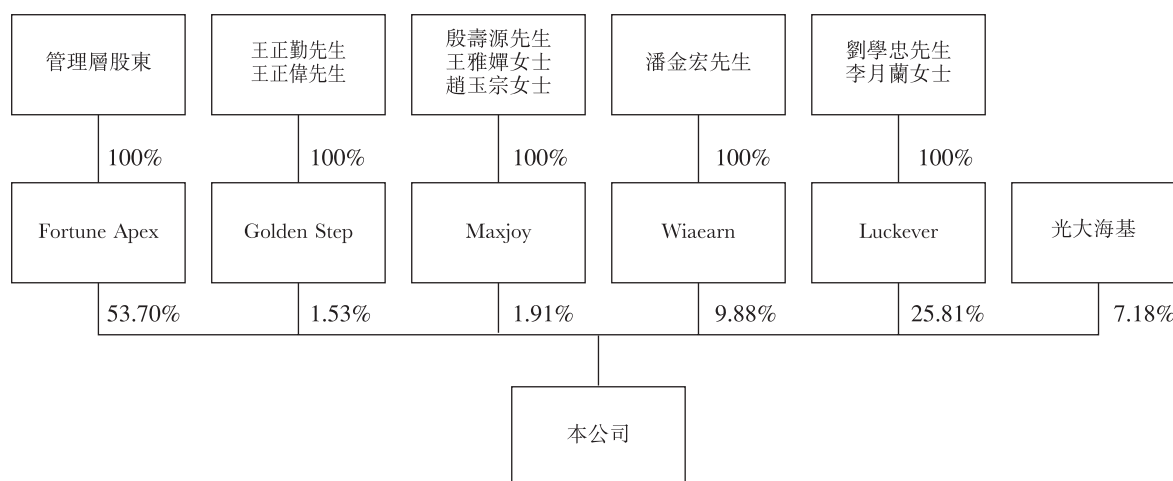 管理層股東
王正勤先生
王正偉先生
殷壽源先生
王雅嬋女士
趙玉宗女士
潘金宏先生
劉學忠先生
李月蘭女士
100%
100%
100%
100%
100%
Fortune Apex
Golden Step
Maxjoy
Wiaearn
Luckever
光大海基
53.70%
1.53%
1.91%
9.88%
25.81%
7.18%
本公司